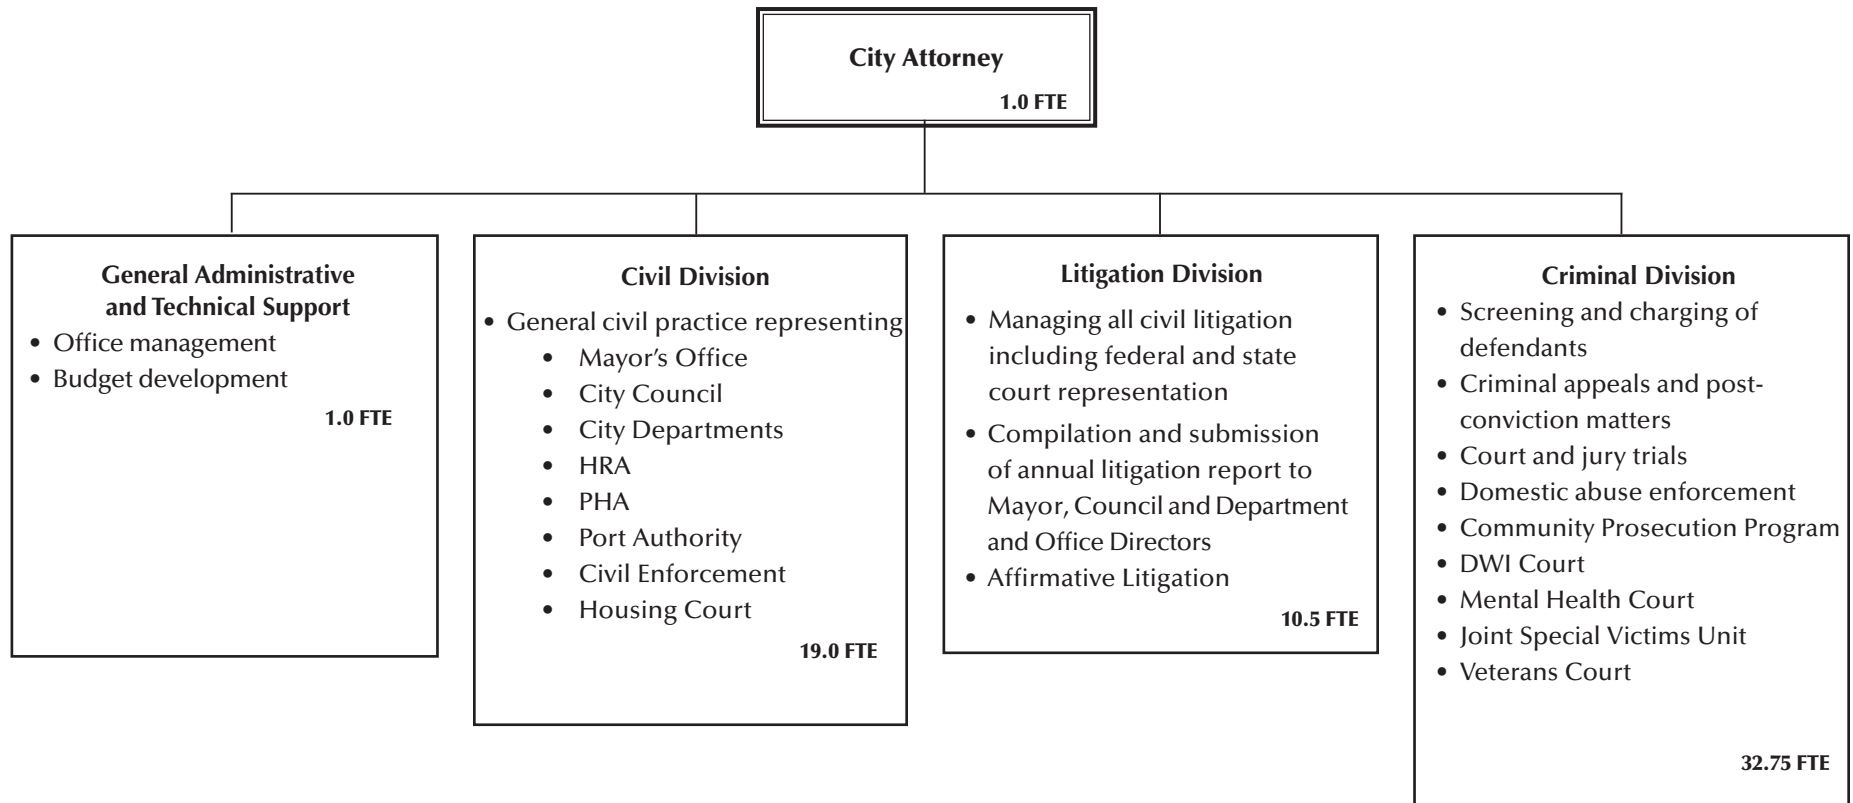 City Attorney
1.0 FTE
General Administrative
and Technical Support
• Office management
• Budget development
1.0 FTE
Civil Division
• General civil practice representing
• Mayor’s Office
• City Council
• City Departments
• HRA
• PHA
• Port Authority
• Civil Enforcement
• Housing Court
19.0 FTE
Litigation Division
• Managing all civil litigation
including federal and state
court representation
• Compilation and submission
of annual litigation report to
Mayor, Council and Department
and Office Directors
• Affirmative Litigation
10.5 FTE
Criminal Division
• Screening and charging of
defendants
• Criminal appeals and post-
conviction matters
• Court and jury trials
• Domestic abuse enforcement
• Community Prosecution Program
• DWI Court
• Mental Health Court
• Joint Special Victims Unit
• Veterans Court
32.75 FTE